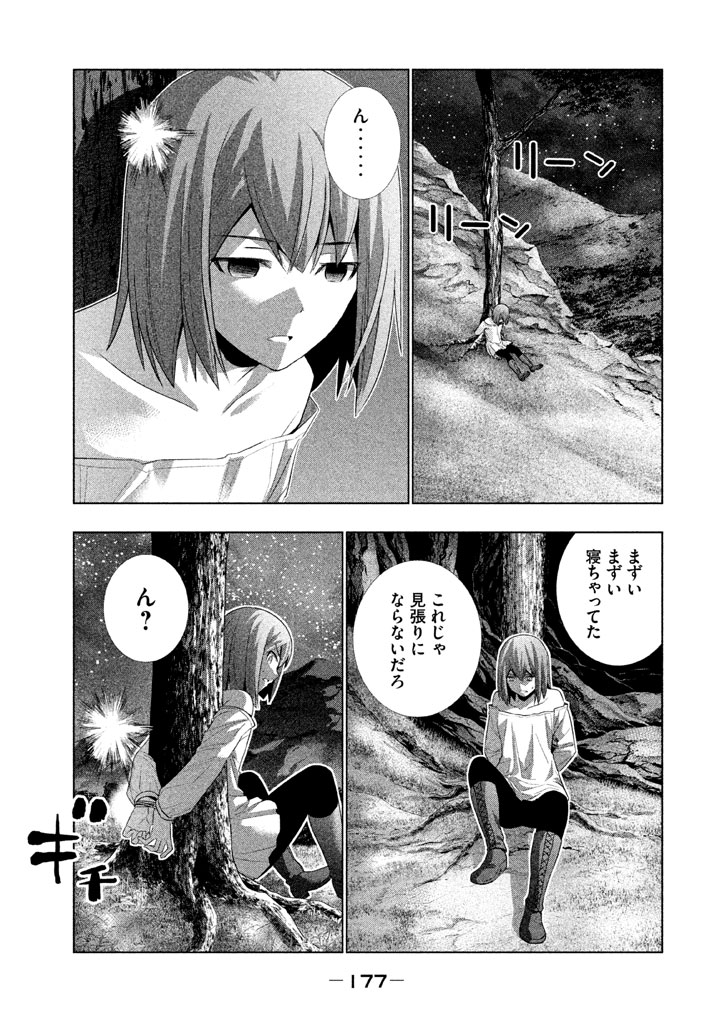 リーン
リーン
ん……
まずい
まずい
寝ちゃってた
これじゃ
見張りに
ならないだろ
ん?
ギチ
－177－